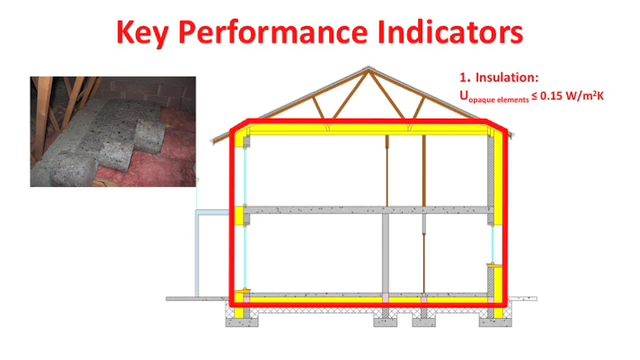 Key Performance Indicators
1. Insulation:
Uopaque elements ≤ 0.15 W/m²K